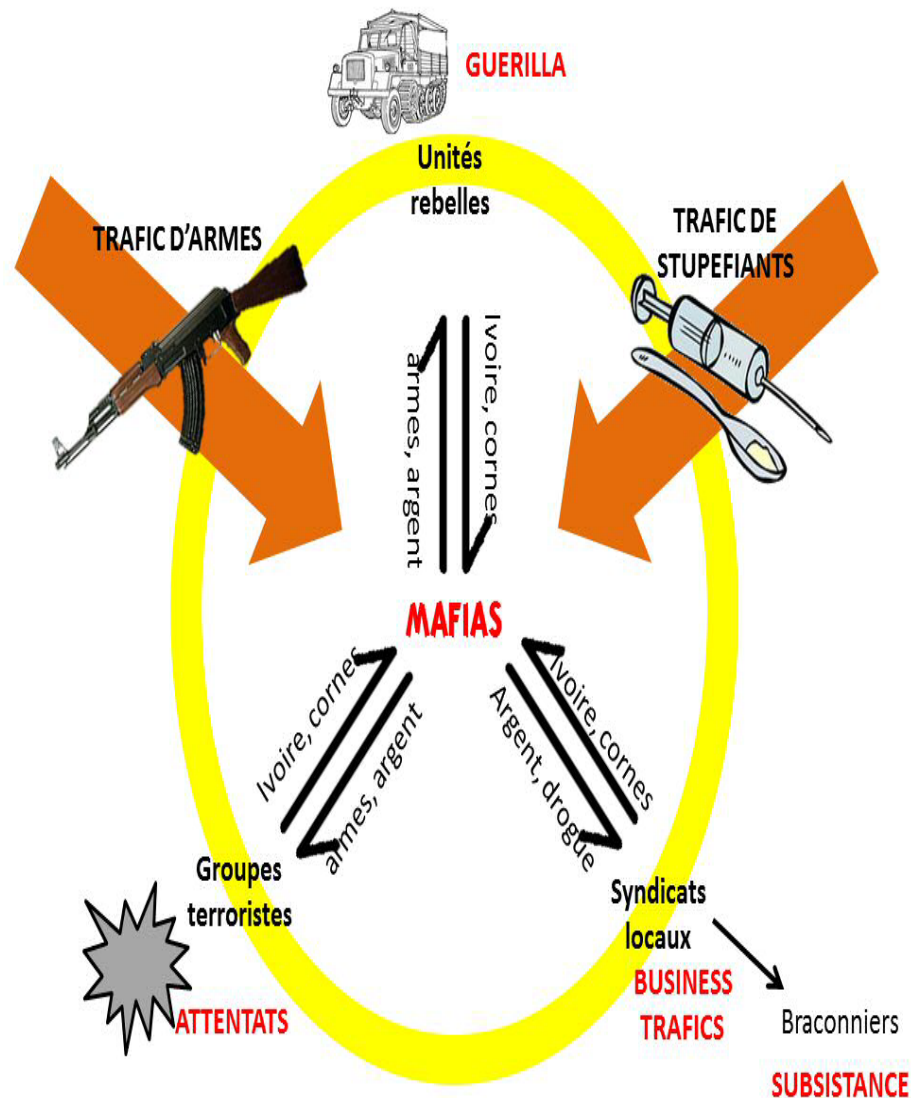 GUERILLA
Unités
rebelles
TRAFIC D'ARMES
TRAFIC DE
STUPEFIANTS
armes, argent
Ivoire, cornes
MAFIAS
Ivoire, cornes
armes, argent
Ivoire, cornes
Argent, drogue
Groupes
terroristes
ATTENTATS
Syndicats
locaux
BUSINESS
TRAFICS
Braconniers
SUBSISTANCE